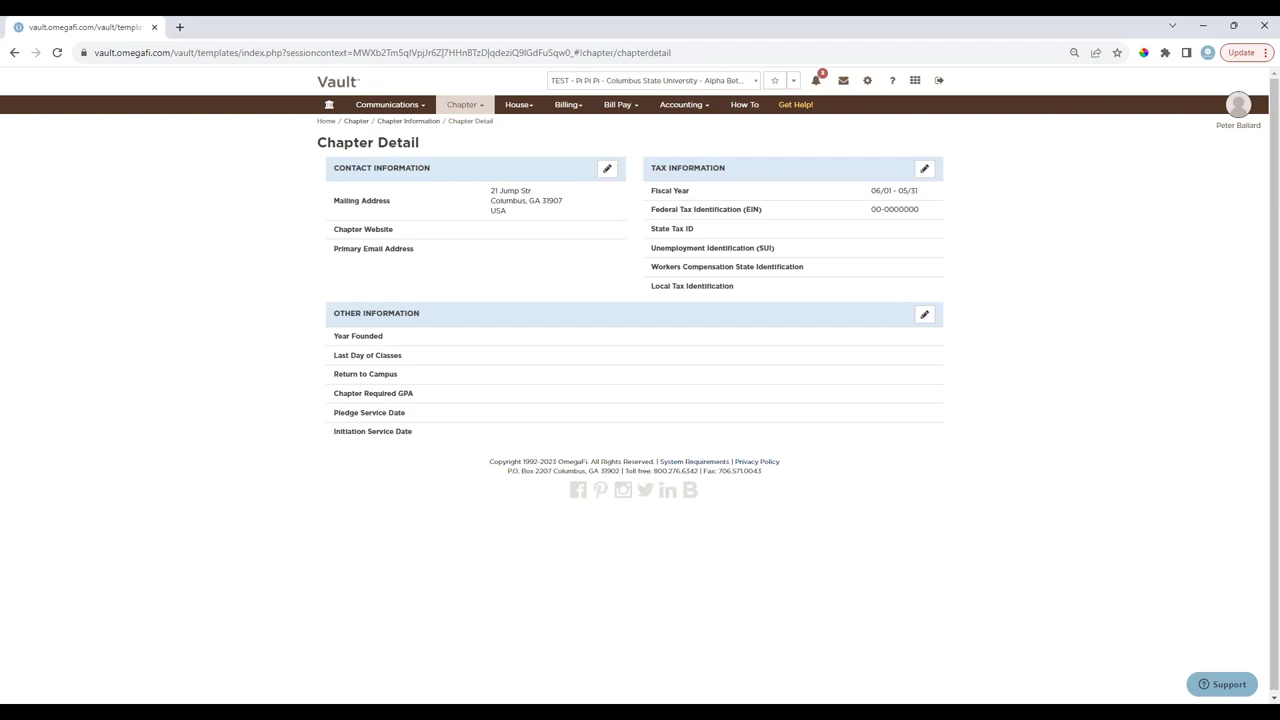 vault.omegafi.com/vault/templa
Update
vault.omegafi.com/vault/templates/index.php?sessioncontext=MWXb2Tm5qIVpjJr6Z|7HHnBTzD|qdeziQ9IGdFuSqw0_#!chapter/chapterdetail
Vault
TEST - Pi Pi Pi - Columbus State University - Alpha Bet...
3
Communications
Chapter
House
Billing
Bill Pay
Accounting
How To
Get Help!
Peter Ballard
Home / Chapter / Chapter Information / Chapter Detail
Chapter Detail
CONTACT INFORMATION
Mailing Address
21 Jump Str
Columbus, GA 31907
USA
Chapter Website
Primary Email Address
TAX INFORMATION
Fiscal Year 06/01 - 05/31
Federal Tax Identification (EIN) 00-0000000
State Tax ID
Unemployment Identification (SUI)
Workers Compensation State Identification
Local Tax Identification
OTHER INFORMATION
Year Founded
Last Day of Classes
Return to Campus
Chapter Required GPA
Pledge Service Date
Initiation Service Date
Copyright 1992-2023 OmegaFi. All Rights Reserved. | System Requirements | Privacy Policy
P.O. Box 2207 Columbus, GA 31902 | Toll free: 800.276.6342 | Fax: 706.571.0043
Support